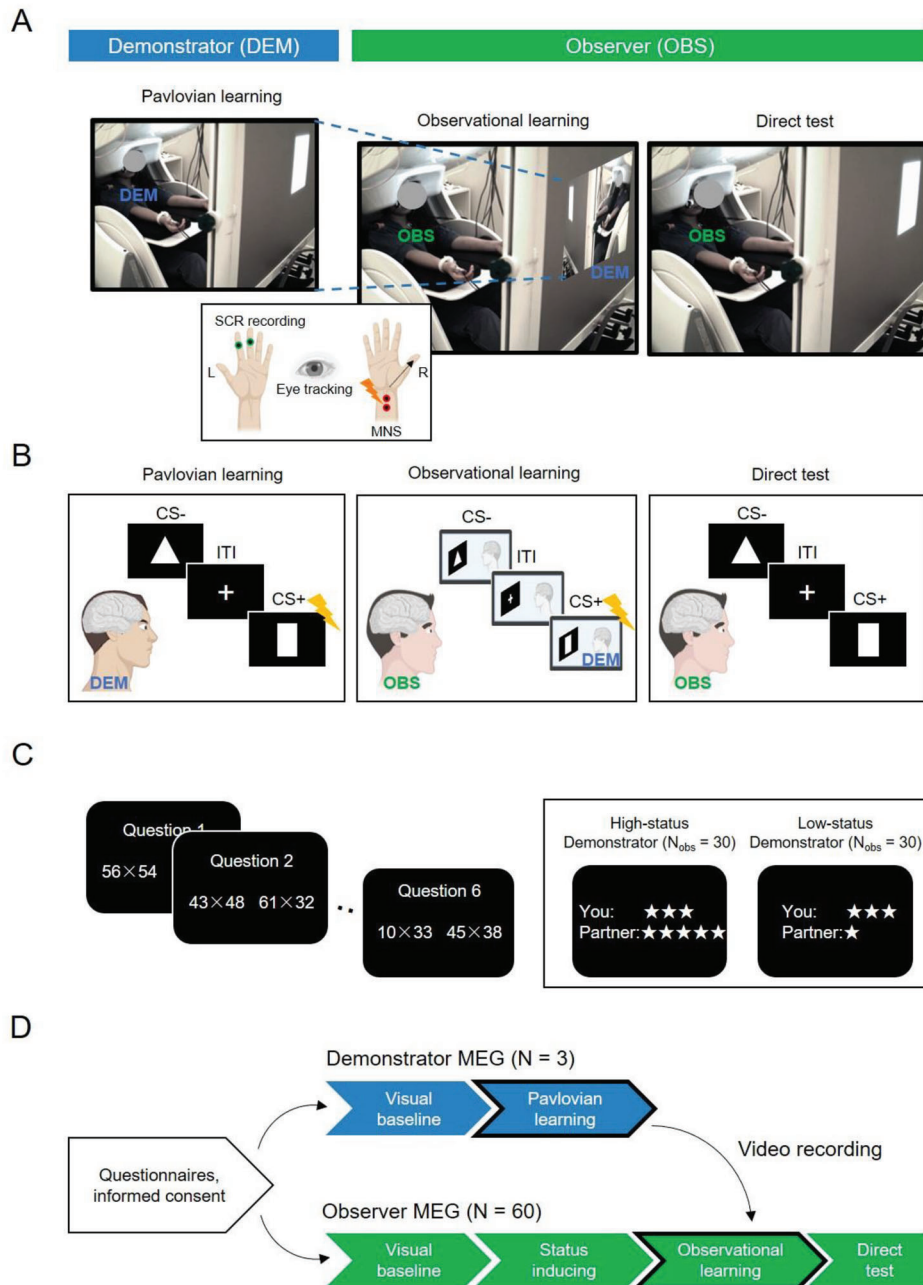 A
Demonstrator (DEM)
Observer (OBS)
Pavlovian learning
Observational learning
Direct test
DEM
OBS
DEM
OBS
SCR recording
L
Eye tracking
R
MNS
B
Pavlovian learning
Observational learning
Direct test
CS-
ITI
CS+
DEM
CS-
ITI
CS+
DEM
OBS
CS-
ITI
CS+
OBS
C
Question 1
56×54
Question 2
43×48 61×32
Question 6
10×33 45×38
High-status
Demonstrator (Nobs = 30)
You: ★★★
Partner:★★★★★
Low-status
Demonstrator (Nobs = 30)
You: ★★★
Partner:★
D
Demonstrator MEG (N = 3)
Visual
baseline
Pavlovian
learning
Video recording
Questionnaires,
informed consent
Observer MEG (N = 60)
Visual
baseline
Status
inducing
Observational
learning
Direct
test